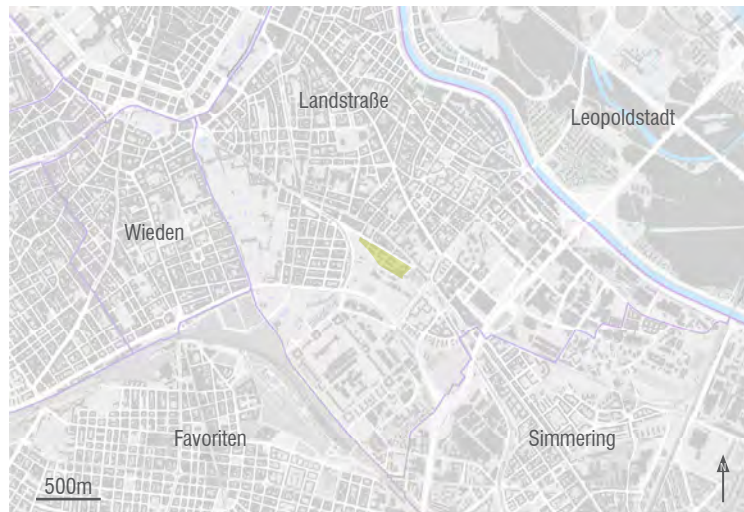 Landstraße
Leopoldstadt
Wieden
Favoriten
Simmering
500m
N